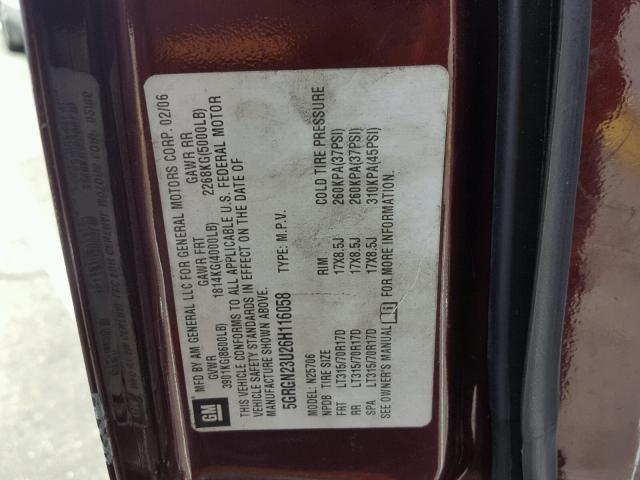 GM
MFD BY AM GENERAL LLC FOR GENERAL MOTORS CORP. 02/06
GVWR GAWR FRT GAWR RR
3901KG(8600LB) 1814KG(4000LB) 2268KG(5000LB)
THIS VEHICLE CONFORMS TO ALL APPLICABLE U.S. FEDERAL MOTOR
VEHICLE SAFETY STANDARDS IN EFFECT ON THE DATE OF
MANUFACTURE SHOWN ABOVE.
5GRGN23U26H116058 TYPE: M.P.V.
MODEL: N25706
NPDB TIRE SIZE RIM COLD TIRE PRESSURE
FRT LT315/70R17D 17X8.5J 260KPA(37PSI)
RR LT315/70R17D 17X8.5J 260KPA(37PSI)
SPA LT315/70R17D 17X8.5J 310KPA(45PSI)
SEE OWNER'S MANUAL FOR MORE INFORMATION.